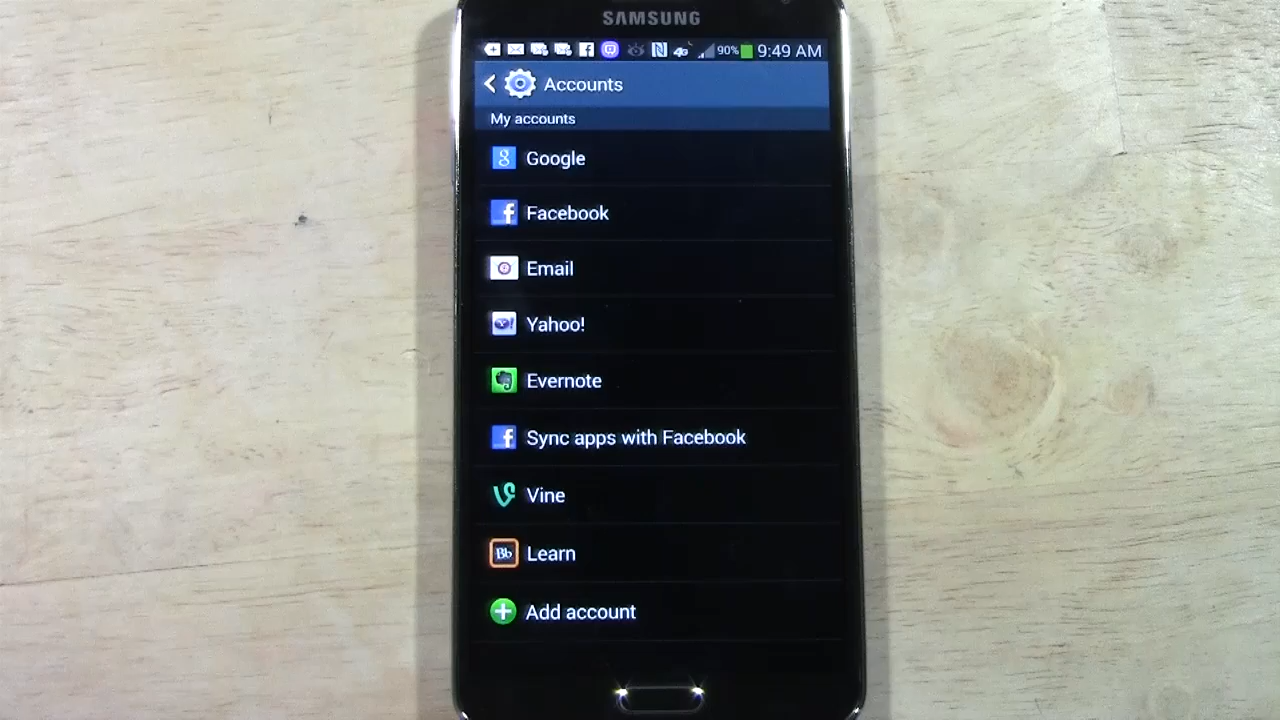 SAMSUNG
90% 9:49 AM
Accounts
My accounts
Google
Facebook
Email
Yahoo!
Evernote
Sync apps with Facebook
Vine
Bb Learn
Add account